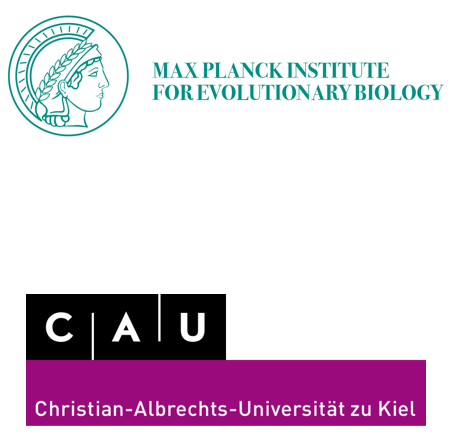 MAX PLANCK INSTITUTE
FOR EVOLUTIONARY BIOLOGY
C A U
Christian-Albrechts-Universität zu Kiel